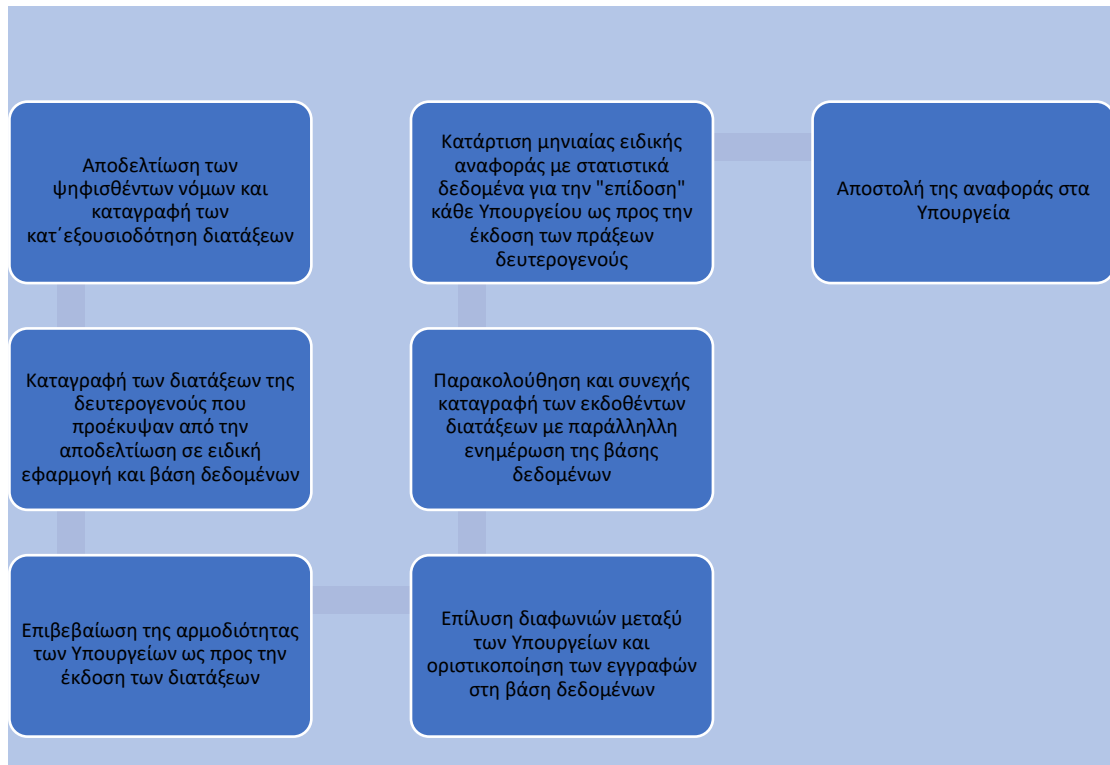 Αποδελτίωση των
ψηφισθέντων νόμων και
καταγραφή των
κατ΄εξουσιοδότηση διατάξεων
Καταγραφή των διατάξεων της
δευτερογενούς που
προέκυψαν από την
αποδελτίωση σε ειδική
εφαρμογή και βάση δεδομένων
Επιβεβαίωση της αρμοδιότητας
των Υπουργείων ως προς την
έκδοση των διατάξεων
Επίλυση διαφωνιών μεταξύ
των Υπουργείων και
οριστικοποίηση των εγγραφών
στη βάση δεδομένων
Παρακολούθηση και συνεχής
καταγραφή των εκδοθέντων
διατάξεων με παράλληλλη
ενημέρωση της βάσης
δεδομένων
Κατάρτιση μηνιαίας ειδικής
αναφοράς με στατιστικά
δεδομένα για την "επίδοση"
κάθε Υπουργείου ως προς την
έκδοση των πράξεων
δευτερογενούς
Αποστολή της αναφοράς στα
Υπουργεία